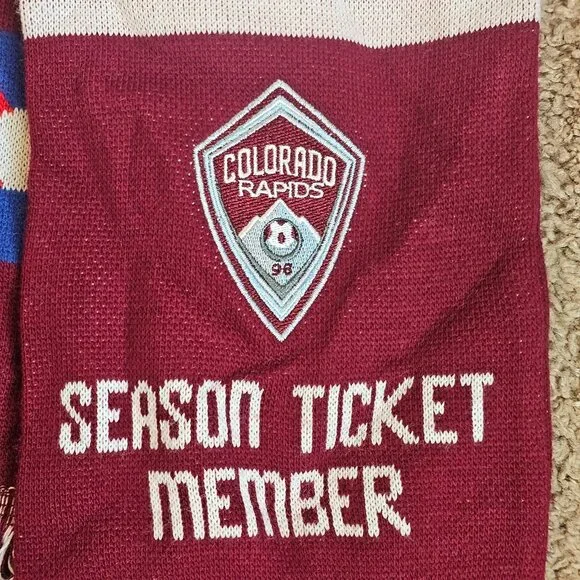 COLORADO
RAPIDS
96
SEASON TICKET
MEMBER